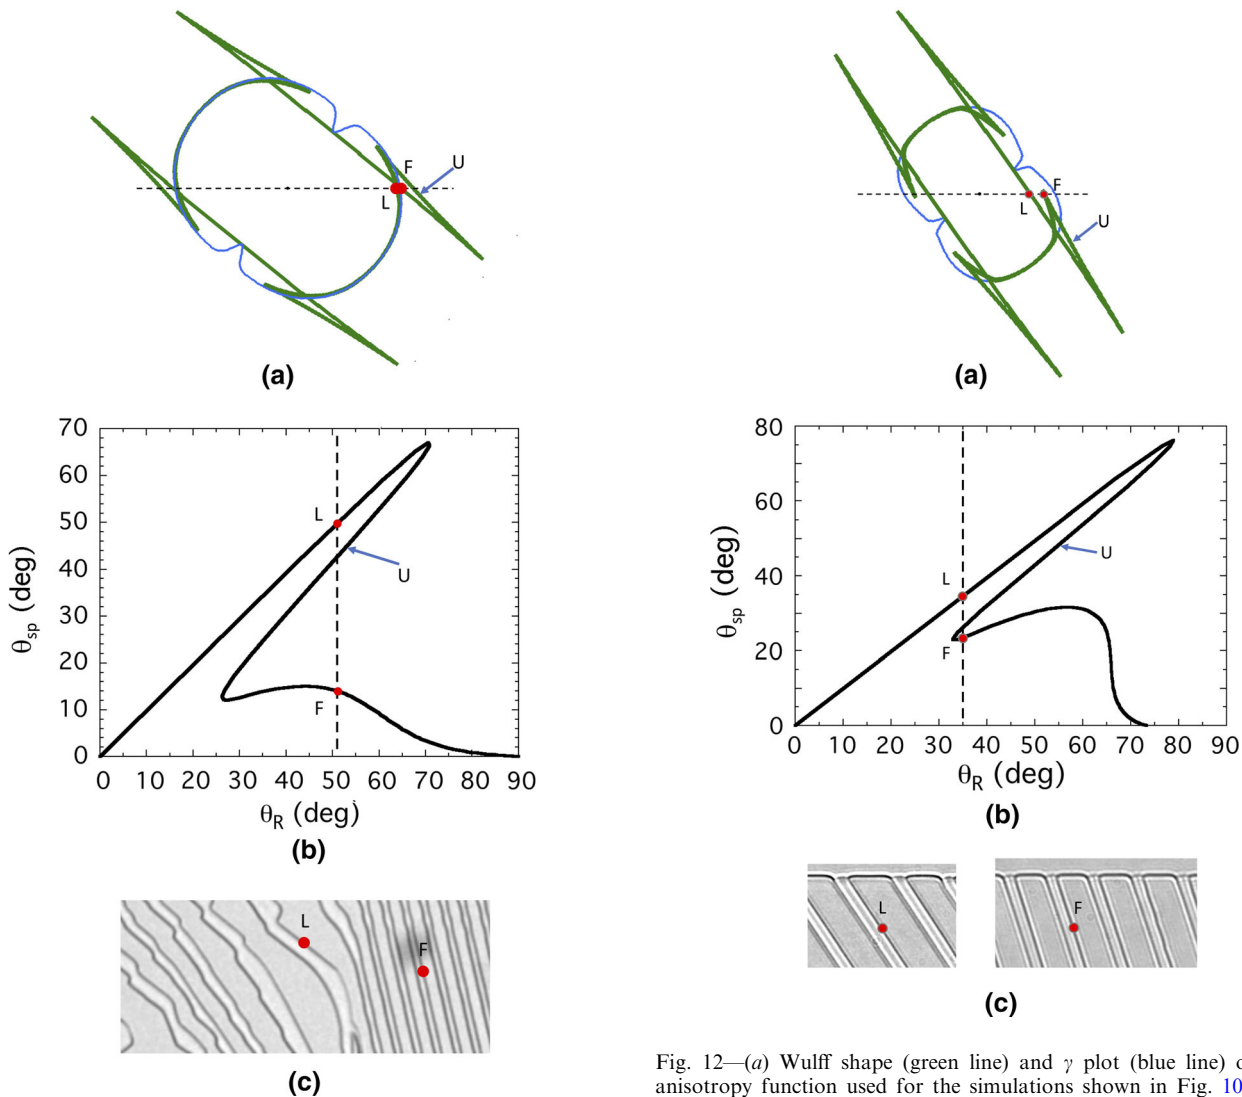 F
U
L
(a)
70
60
50
40
30
20
10
0
θsp (deg)
L
U
F
0 10 20 30 40 50 60 70 80 90
θR (deg)
(b)
L
F
(c)
F
L
U
(a)
80
60
40
20
0
θsp (deg)
L
U
F
0 10 20 30 40 50 60 70 80 90
θR (deg)
(b)
L
F
(c)
Fig. 12—(a) Wulff shape (green line) and γ plot (blue line) o
anisotropy function used for the simulations shown in Fig. 10